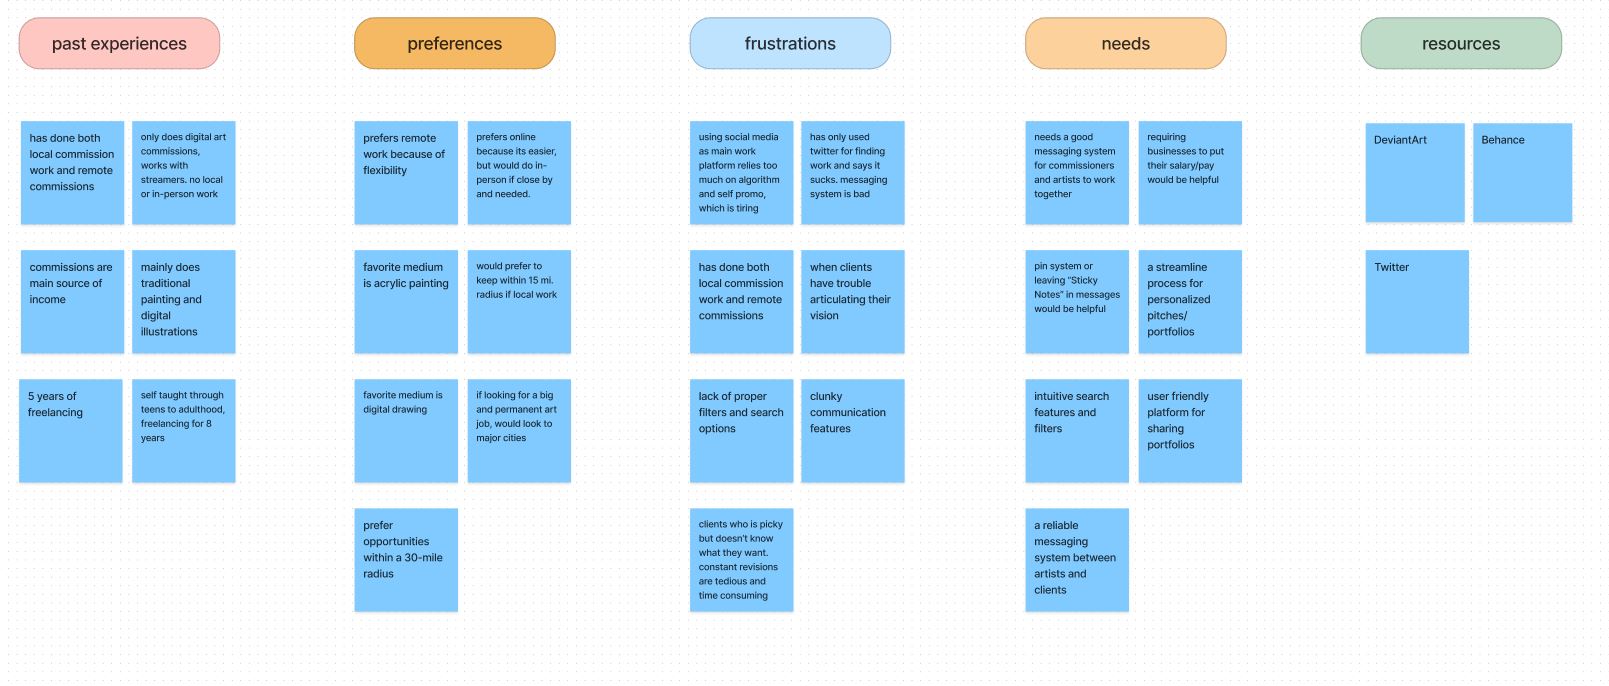 past experiences
preferences
frustrations
needs
resources
has done both
local commission
work and remote
commissions
only does digital art
commissions,
works with
streamers. no local
or in-person work
commissions are
main source of
income
mainly does
traditional
painting and
digital
illustrations
5 years of
freelancing
self taught through
teens to adulthood,
freelancing for 8
years
prefers remote
work because of
flexibility
prefers online
because its easier,
but would do in-
person if close by
and needed.
favorite medium
is acrylic painting
would prefer to
keep within 15 mi.
radius if local work
favorite medium is
digital drawing
if looking for a big
and permanent art
job, would look to
major cities
prefer
opportunities
within a 30-mile
radius
using social media
as main work
platform relies too
much on algorithm
and self promo,
which is tiring
has only used
twitter for finding
work and says it
sucks. messaging
system is bad
has done both
local commission
work and remote
commissions
when clients
have trouble
articulating their
vision
lack of proper
filters and search
options
clunky
communication
features
clients who is picky
but doesn't know
what they want.
constant revisions
are tedious and
time consuming
needs a good
messaging system
for commissioners
and artists to work
together
requiring
businesses to put
their salary/pay
would be helpful
pin system or
leaving "Sticky
Notes" in messages
would be helpful
a streamline
process for
personalized
pitches/
portfolios
intuitive search
features and
filters
user friendly
platform for
sharing
portfolios
a reliable
messaging
system between
artists and
clients
DeviantArt
Behance
Twitter